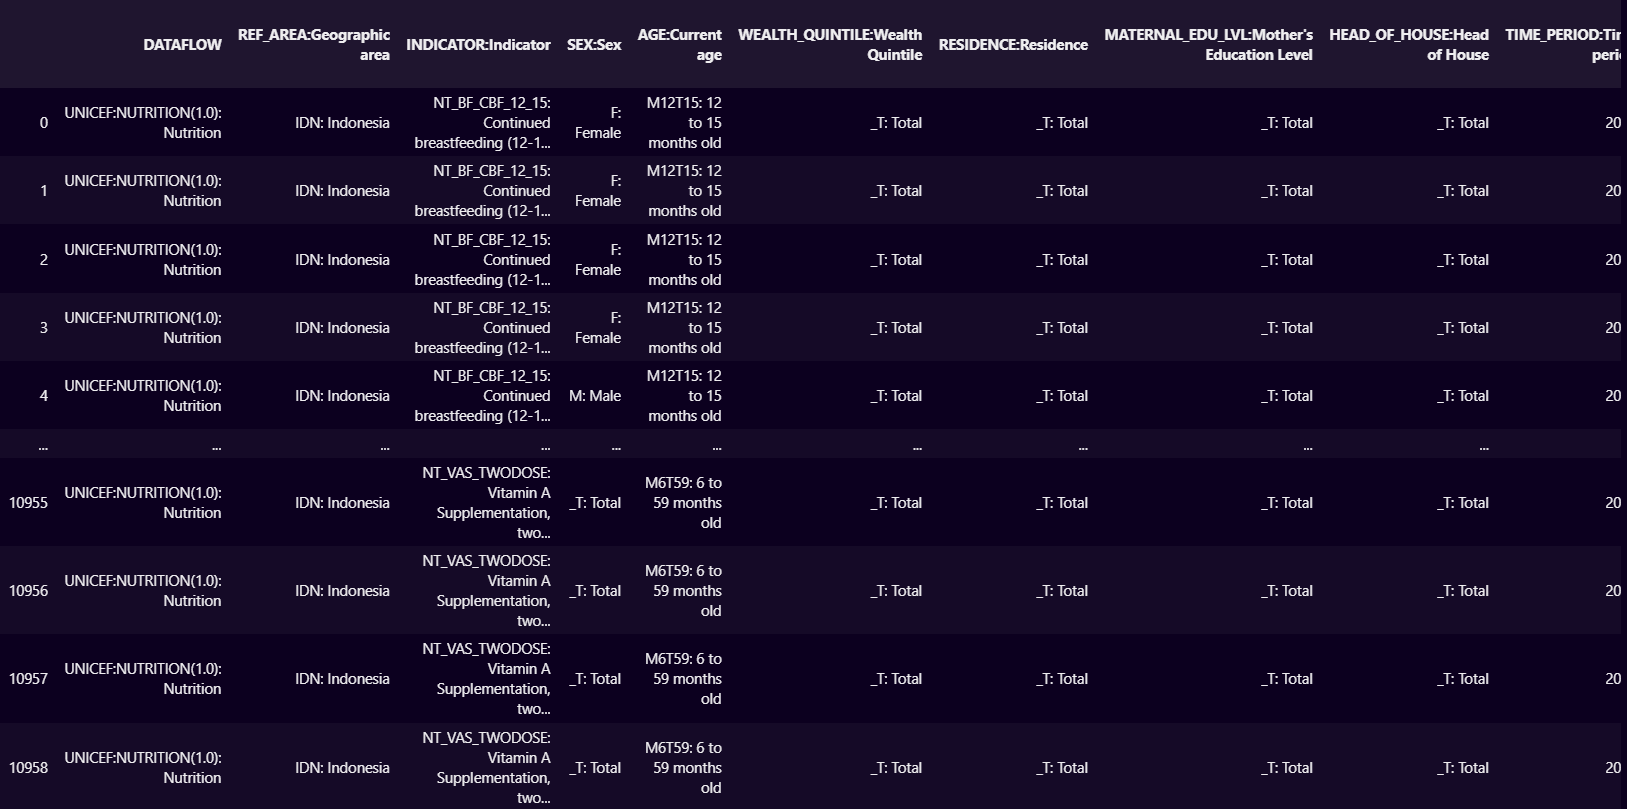 DATAFLOW REF_AREA:Geographic area INDICATOR:Indicator SEX:Sex AGE:Current age WEALTH_QUINTILE:Wealth Quintile RESIDENCE:Residence MATERNAL_EDU_LVL:Mother's Education Level HEAD_OF_HOUSE:Head of House
0 UNICEF:NUTRITION(1.0): Nutrition IDN: Indonesia NT_BF_CBF_12_15: Continued breastfeeding (12-1... F: Female M12T15: 12 to 15 months old _T: Total _T: Total _T: Total _T: Total 20
1 UNICEF:NUTRITION(1.0): Nutrition IDN: Indonesia NT_BF_CBF_12_15: Continued breastfeeding (12-1... F: Female M12T15: 12 to 15 months old _T: Total _T: Total _T: Total _T: Total 20
2 UNICEF:NUTRITION(1.0): Nutrition IDN: Indonesia NT_BF_CBF_12_15: Continued breastfeeding (12-1... F: Female M12T15: 12 to 15 months old _T: Total _T: Total _T: Total _T: Total 20
3 UNICEF:NUTRITION(1.0): Nutrition IDN: Indonesia NT_BF_CBF_12_15: Continued breastfeeding (12-1... F: Female M12T15: 12 to 15 months old _T: Total _T: Total _T: Total _T: Total 20
4 UNICEF:NUTRITION(1.0): Nutrition IDN: Indonesia NT_BF_CBF_12_15: Continued breastfeeding (12-1... M: Male M12T15: 12 to 15 months old _T: Total _T: Total _T: Total _T: Total 20
... ... ... ... ... ... ... ... ... ...
10955 UNICEF:NUTRITION(1.0): Nutrition IDN: Indonesia NT_VAS_TWODOSE: Vitamin A Supplementation, two... _T: Total M6T59: 6 to 59 months old _T: Total _T: Total _T: Total _T: Total 20
10956 UNICEF:NUTRITION(1.0): Nutrition IDN: Indonesia NT_VAS_TWODOSE: Vitamin A Supplementation, two... _T: Total M6T59: 6 to 59 months old _T: Total _T: Total _T: Total _T: Total 20
10957 UNICEF:NUTRITION(1.0): Nutrition IDN: Indonesia NT_VAS_TWODOSE: Vitamin A Supplementation, two... _T: Total M6T59: 6 to 59 months old _T: Total _T: Total _T: Total _T: Total 20
10958 UNICEF:NUTRITION(1.0): Nutrition IDN: Indonesia NT_VAS_TWODOSE: Vitamin A Supplementation, two... _T: Total M6T59: 6 to 59 months old _T: Total _T: Total _T: Total _T: Total 20